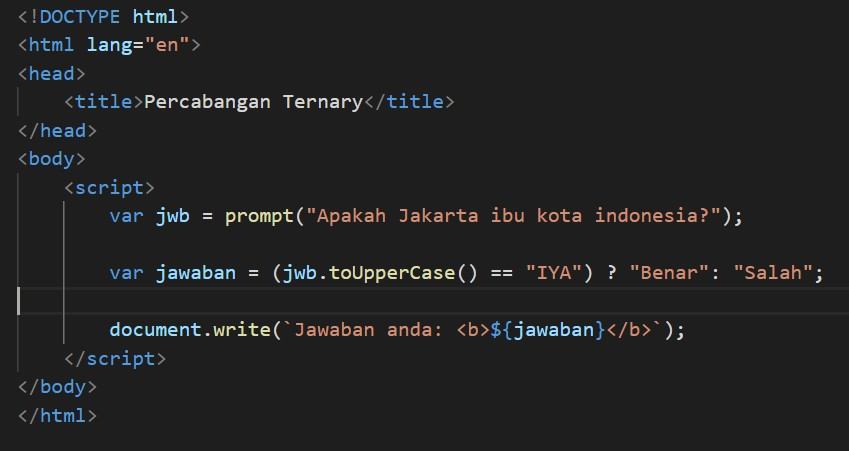 <!DOCTYPE html>
<html lang="en">
<head>
    <title>Percabangan Ternary</title>
</head>
<body>
    <script>
        var jwb = prompt("Apakah Jakarta ibu kota indonesia?");
        var jawaban = (jwb.toUpperCase() == "IYA") ? "Benar": "Salah";
        document.write(`Jawaban anda: <b>${jawaban}</b>`);
    </script>
</body>
</html>